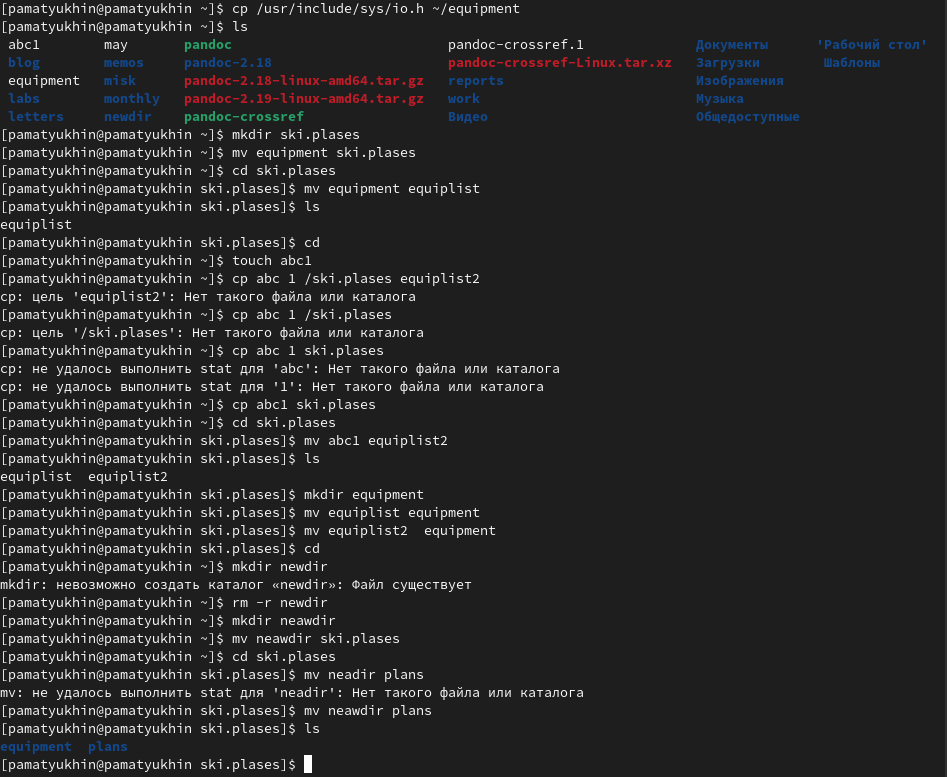 [pamatyukhin@pamatyukhin ~]$ cp /usr/include/sys/io.h ~/equipment
[pamatyukhin@pamatyukhin ~]$ ls
abc1 may pandoc pandoc-crossref.1 Документы 'Рабочий стол'
blog memos pandoc-2.18 pandoc-crossref-Linux.tar.xz Загрузки Шаблоны
equipment misk pandoc-2.18-linux-amd64.tar.gz reports Изображения
labs monthly pandoc-2.19-linux-amd64.tar.gz work Музыка
letters newdir pandoc-crossref Видео Общедоступные
[pamatyukhin@pamatyukhin ~]$ mkdir ski.plases
[pamatyukhin@pamatyukhin ~]$ mv equipment ski.plases
[pamatyukhin@pamatyukhin ~]$ cd ski.plases
[pamatyukhin@pamatyukhin ski.plases]$ mv equipment equiplist
[pamatyukhin@pamatyukhin ski.plases]$ ls
equiplist
[pamatyukhin@pamatyukhin ski.plases]$ cd
[pamatyukhin@pamatyukhin ~]$ touch abc1
[pamatyukhin@pamatyukhin ~]$ cp abc 1 /ski.plases equiplist2
cp: цель 'equiplist2': Нет такого файла или каталога
[pamatyukhin@pamatyukhin ~]$ cp abc 1 /ski.plases
cp: цель '/ski.plases': Нет такого файла или каталога
[pamatyukhin@pamatyukhin ~]$ cp abc 1 ski.plases
cp: не удалось выполнить stat для 'abc': Нет такого файла или каталога
cp: не удалось выполнить stat для '1': Нет такого файла или каталога
[pamatyukhin@pamatyukhin ~]$ cp abc1 ski.plases
[pamatyukhin@pamatyukhin ~]$ cd ski.plases
[pamatyukhin@pamatyukhin ski.plases]$ mv abc1 equiplist2
[pamatyukhin@pamatyukhin ski.plases]$ ls
equiplist  equiplist2
[pamatyukhin@pamatyukhin ski.plases]$ mkdir equipment
[pamatyukhin@pamatyukhin ski.plases]$ mv equiplist equipment
[pamatyukhin@pamatyukhin ski.plases]$ mv equiplist2  equipment
[pamatyukhin@pamatyukhin ski.plases]$ cd
[pamatyukhin@pamatyukhin ~]$ mkdir newdir
mkdir: невозможно создать каталог «newdir»: Файл существует
[pamatyukhin@pamatyukhin ~]$ rm -r newdir
[pamatyukhin@pamatyukhin ~]$ mkdir neawdir
[pamatyukhin@pamatyukhin ~]$ mv neawdir ski.plases
[pamatyukhin@pamatyukhin ~]$ cd ski.plases
[pamatyukhin@pamatyukhin ski.plases]$ mv neadir plans
mv: не удалось выполнить stat для 'neadir': Нет такого файла или каталога
[pamatyukhin@pamatyukhin ski.plases]$ mv neawdir plans
[pamatyukhin@pamatyukhin ski.plases]$ ls
equipment  plans
[pamatyukhin@pamatyukhin ski.plases]$